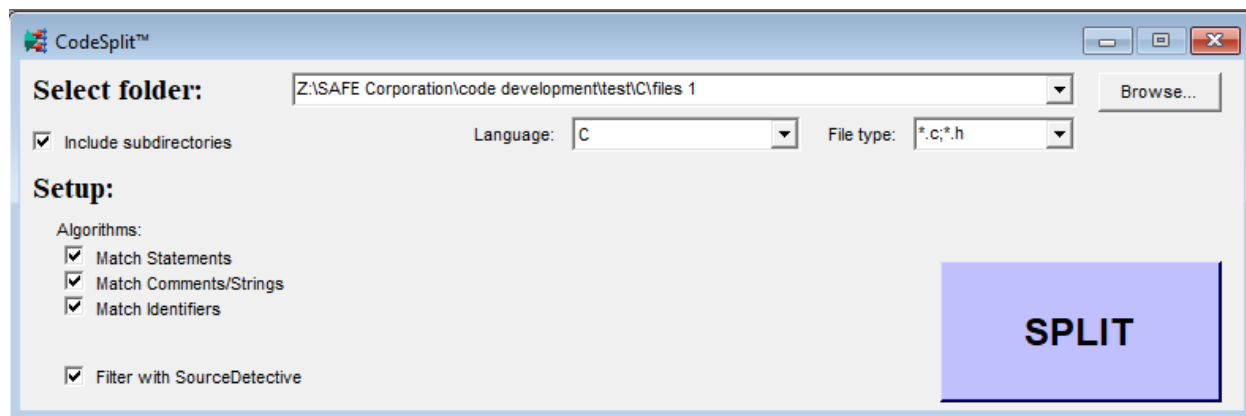 CodeSplit™
Select folder: Z:\SAFE Corporation\code development\test\C\files 1 Browse...
Include subdirectories Language: C File type: *.c;*.h
Setup:
Algorithms:
Match Statements
Match Comments/Strings
Match Identifiers
SPLIT
Filter with SourceDetective